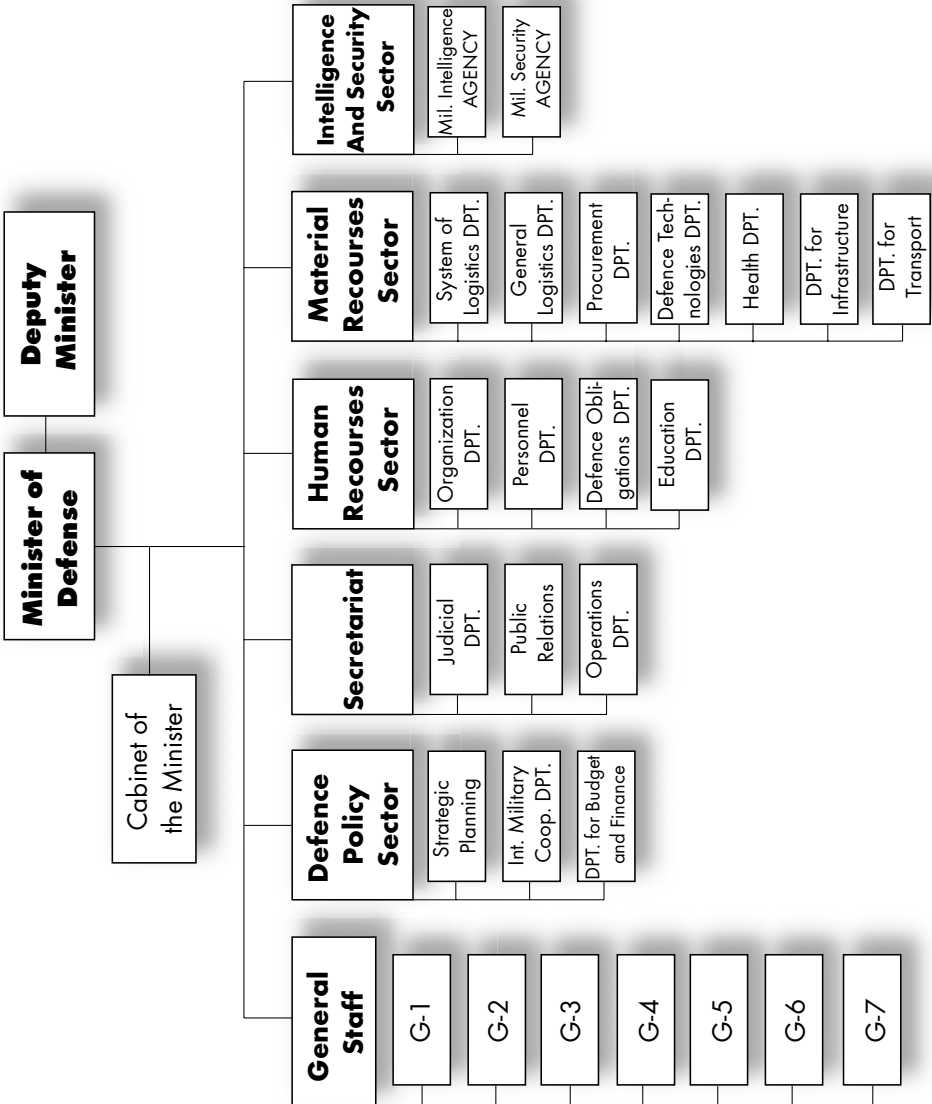 Minister of
Defense
Deputy
Minister
Cabinet of
the Minister
General
Staff
G-1
G-2
G-3
G-4
G-5
G-6
G-7
Defence
Policy
Sector
Strategic
Planning
Int. Military
Coop. DPT.
DPT. for Budget
and Finance
Secretariat
Judicial
DPT.
Public
Relations
Operations
DPT.
Human
Recourses
Sector
Organization
DPT.
Personnel
DPT.
Defence Obli-
gations DPT.
Education
DPT.
Material
Recourses
Sector
System of
Logistics DPT.
General
Logistics DPT.
Procurement
DPT.
Defence Tech-
nologies DPT.
Health DPT.
DPT. for
Infrastructure
DPT. for
Transport
Intelligence
And Security
Sector
Mil. Intelligence
AGENCY
Mil. Security
AGENCY